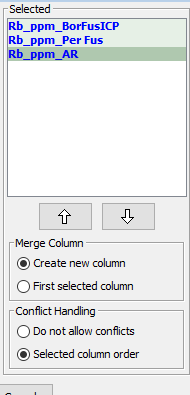 Selected
Rb_ppm_BorFusICP
Rb_ppm_Per Fus
Rb_ppm_AR
Merge Column
Create new column
First selected column
Conflict Handling
Do not allow conflicts
Selected column order